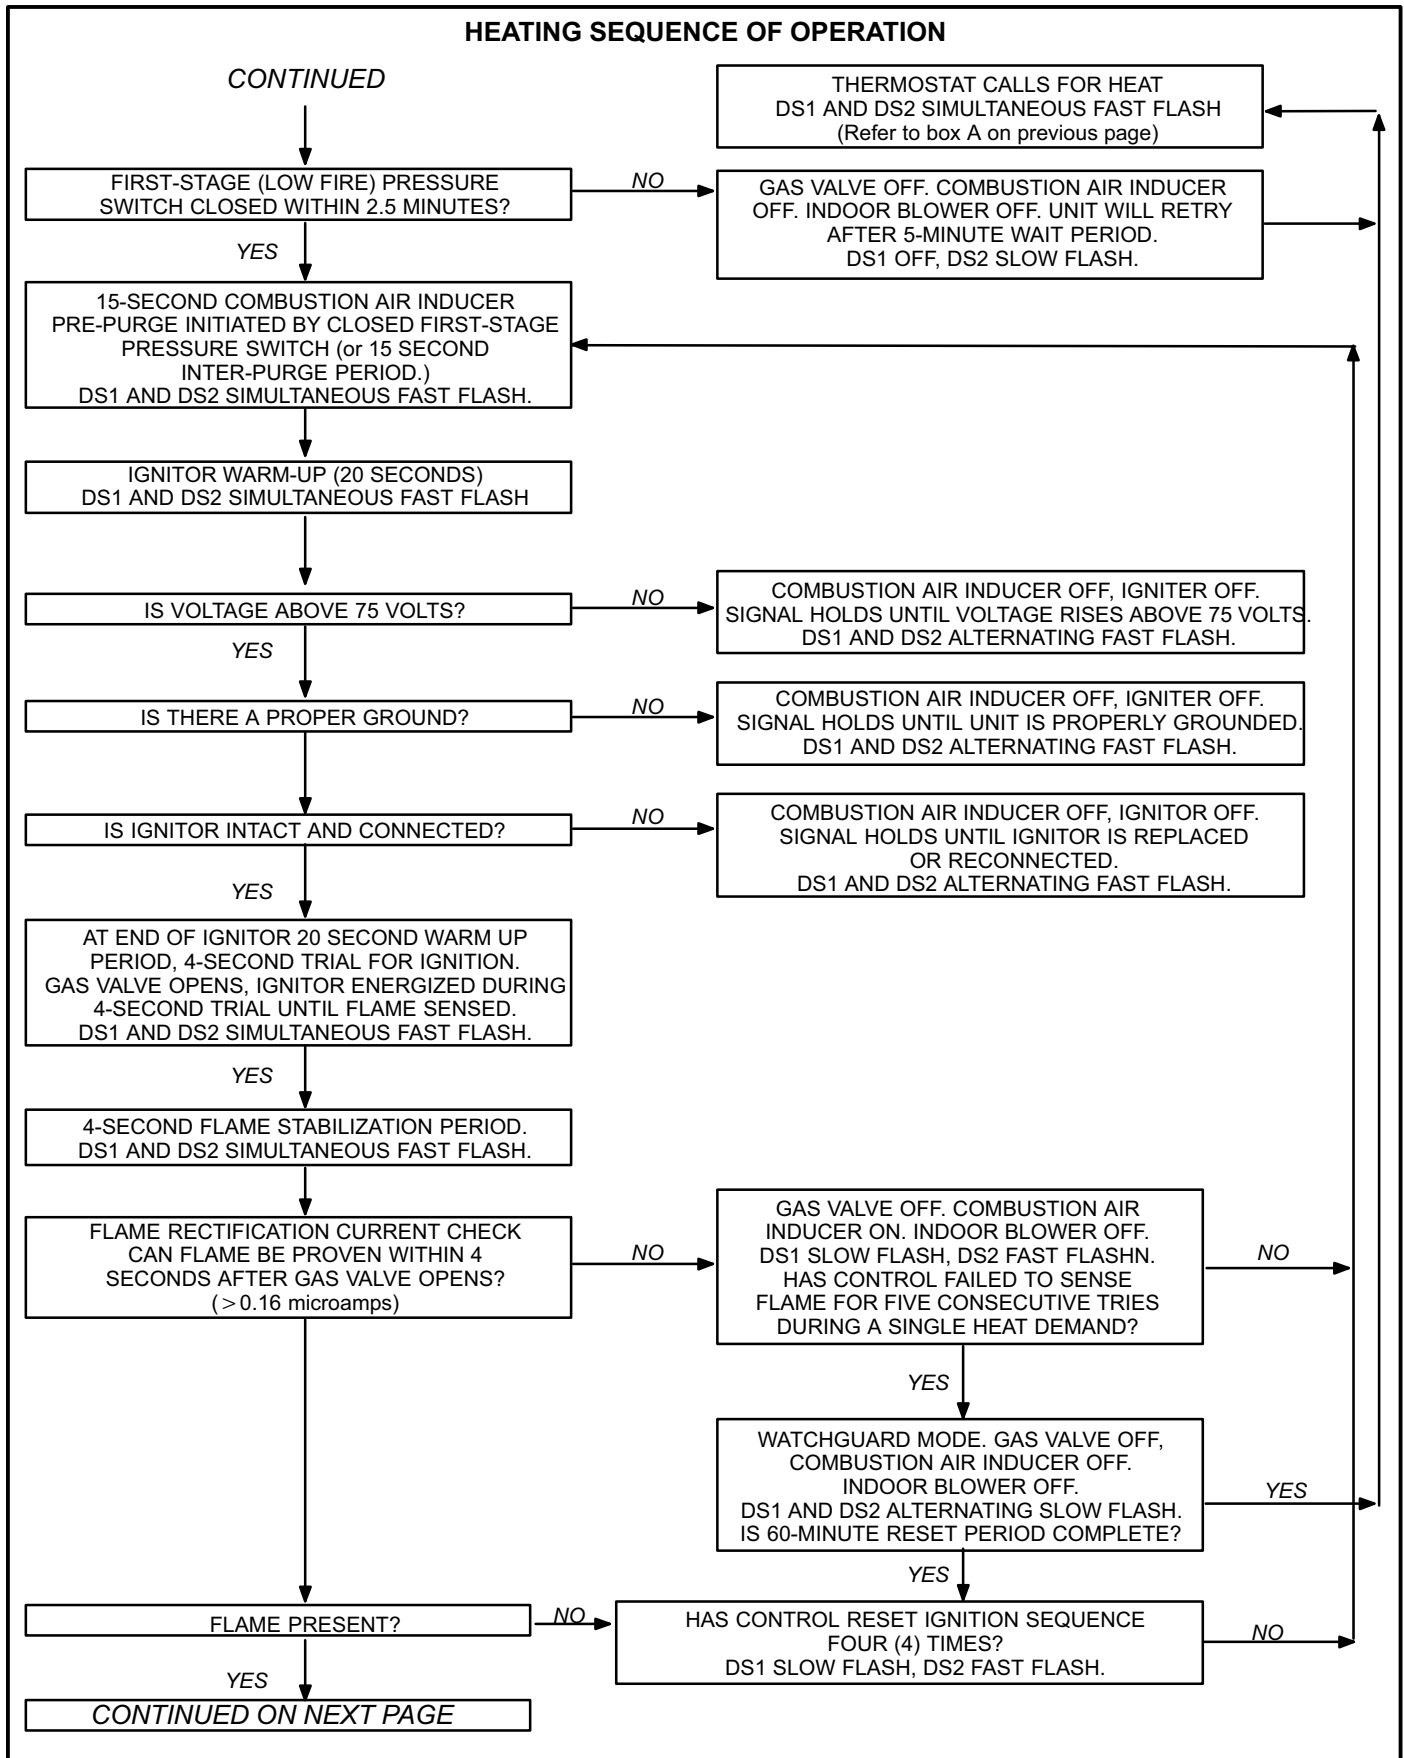 HEATING SEQUENCE OF OPERATION
CONTINUED
THERMOSTAT CALLS FOR HEAT
DS1 AND DS2 SIMULTANEOUS FAST FLASH
(Refer to box A on previous page)
FIRST-STAGE (LOW FIRE) PRESSURE
SWITCH CLOSED WITHIN 2.5 MINUTES?
NO
GAS VALVE OFF. COMBUSTION AIR INDUCER
OFF. INDOOR BLOWER OFF. UNIT WILL RETRY
AFTER 5-MINUTE WAIT PERIOD.
DS1 OFF, DS2 SLOW FLASH.
YES
15-SECOND COMBUSTION AIR INDUCER
PRE-PURGE INITIATED BY CLOSED FIRST-STAGE
PRESSURE SWITCH (or 15 SECOND
INTER-PURGE PERIOD.)
DS1 AND DS2 SIMULTANEOUS FAST FLASH.
IGNITOR WARM-UP (20 SECONDS)
DS1 AND DS2 SIMULTANEOUS FAST FLASH
IS VOLTAGE ABOVE 75 VOLTS?
NO
COMBUSTION AIR INDUCER OFF, IGNITER OFF.
SIGNAL HOLDS UNTIL VOLTAGE RISES ABOVE 75 VOLTS.
DS1 AND DS2 ALTERNATING FAST FLASH.
YES
IS THERE A PROPER GROUND?
NO
COMBUSTION AIR INDUCER OFF, IGNITER OFF.
SIGNAL HOLDS UNTIL UNIT IS PROPERLY GROUNDED.
DS1 AND DS2 ALTERNATING FAST FLASH.
IS IGNITOR INTACT AND CONNECTED?
NO
COMBUSTION AIR INDUCER OFF, IGNITOR OFF.
SIGNAL HOLDS UNTIL IGNITOR IS REPLACED
OR RECONNECTED.
DS1 AND DS2 ALTERNATING FAST FLASH.
YES
AT END OF IGNITOR 20 SECOND WARM UP
PERIOD, 4-SECOND TRIAL FOR IGNITION.
GAS VALVE OPENS, IGNITOR ENERGIZED DURING
4-SECOND TRIAL UNTIL FLAME SENSED.
DS1 AND DS2 SIMULTANEOUS FAST FLASH.
YES
4-SECOND FLAME STABILIZATION PERIOD.
DS1 AND DS2 SIMULTANEOUS FAST FLASH.
FLAME RECTIFICATION CURRENT CHECK
CAN FLAME BE PROVEN WITHIN 4
SECONDS AFTER GAS VALVE OPENS?
(>0.16 microamps)
NO
GAS VALVE OFF. COMBUSTION AIR
INDUCER ON. INDOOR BLOWER OFF.
DS1 SLOW FLASH, DS2 FAST FLASHN.
HAS CONTROL FAILED TO SENSE
FLAME FOR FIVE CONSECUTIVE TRIES
DURING A SINGLE HEAT DEMAND?
NO
YES
WATCHGUARD MODE. GAS VALVE OFF,
COMBUSTION AIR INDUCER OFF.
INDOOR BLOWER OFF.
DS1 AND DS2 ALTERNATING SLOW FLASH.
IS 60-MINUTE RESET PERIOD COMPLETE?
YES
YES
FLAME PRESENT?
NO
HAS CONTROL RESET IGNITION SEQUENCE
FOUR (4) TIMES?
DS1 SLOW FLASH, DS2 FAST FLASH.
NO
YES
CONTINUED ON NEXT PAGE